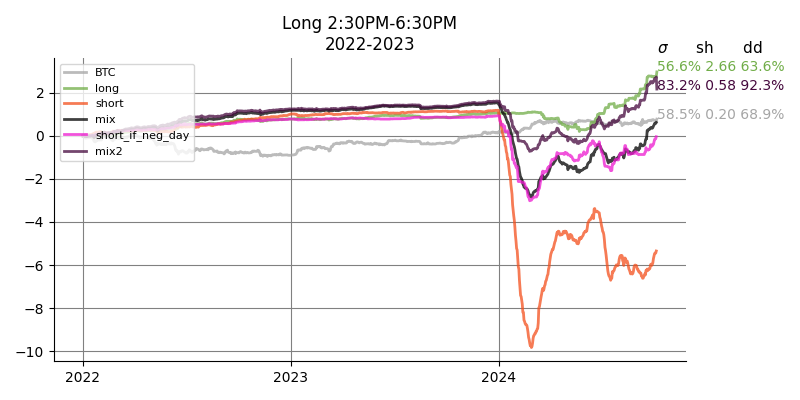 Long 2:30PM-6:30PM
2022-2023
σ sh dd
56.6% 2.66 63.6%
83.2% 0.58 92.3%
58.5% 0.20 68.9%
BTC
long
short
mix
short_if_neg_day
mix2
2
0
−2
−4
−6
−8
−10
2022 2023 2024